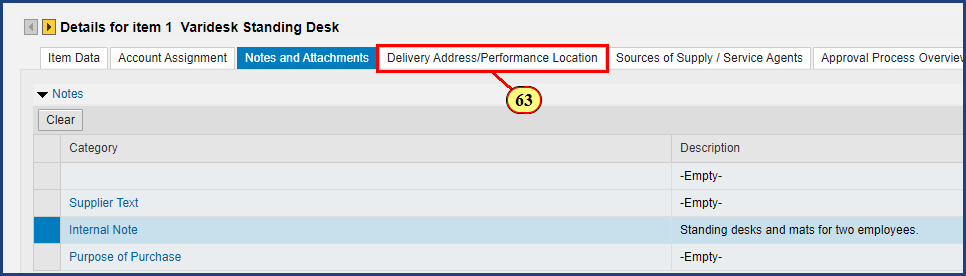 Details for item 1 Varidesk Standing Desk
Item Data Account Assignment Notes and Attachments Delivery Address/Performance Location Sources of Supply / Service Agents Approval Process Overview
63
Notes
Clear
Category Description
-Empty-
Supplier Text -Empty-
Internal Note Standing desks and mats for two employees.
Purpose of Purchase -Empty-